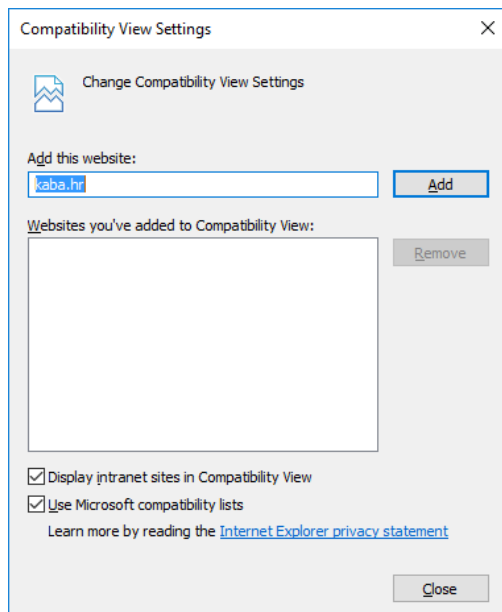 Compatibility View Settings
Change Compatibility View Settings
Add this website:
kaba.hr
Add
Websites you've added to Compatibility View:
Remove
Display intranet sites in Compatibility View
Use Microsoft compatibility lists
Learn more by reading the Internet Explorer privacy statement
Close